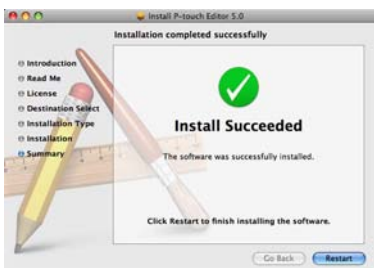 Install P-touch Editor 5.0
Installation completed successfully
Introduction
Read Me
License
Destination Select
Installation Type
Installation
Summary
Install Succeeded
The software was successfully installed.
Click Restart to finish installing the software.
Go Back
Restart